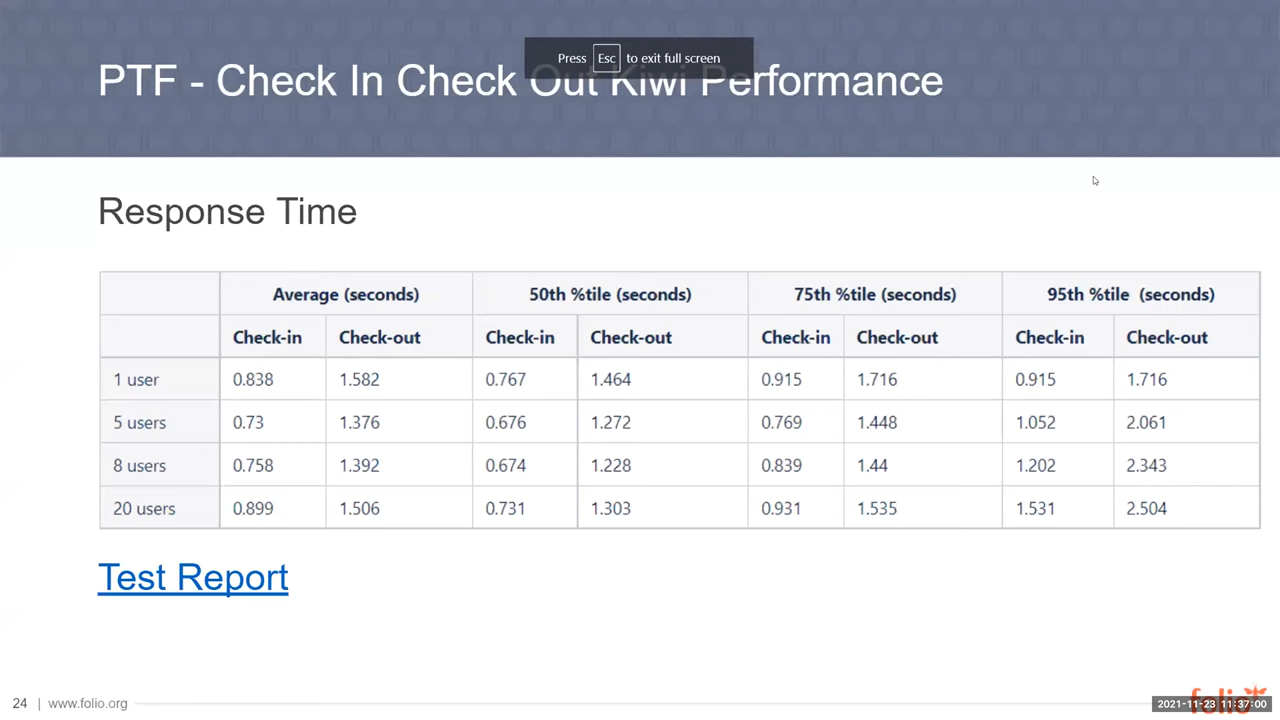 Press Esc to exit full screen
PTF - Check In Check Out Kiwi Performance
Response Time
Average (seconds) 50th %tile (seconds) 75th %tile (seconds) 95th %tile (seconds)
Check-in Check-out Check-in Check-out Check-in Check-out Check-in Check-out
1 user 0.838 1.582 0.767 1.464 0.915 1.716 0.915 1.716
5 users 0.73 1.376 0.676 1.272 0.769 1.448 1.052 2.061
8 users 0.758 1.392 0.674 1.228 0.839 1.44 1.202 2.343
20 users 0.899 1.506 0.731 1.303 0.931 1.535 1.531 2.504
Test Report
24 | www.folio.org
folio
2021-11-23 11:37:00